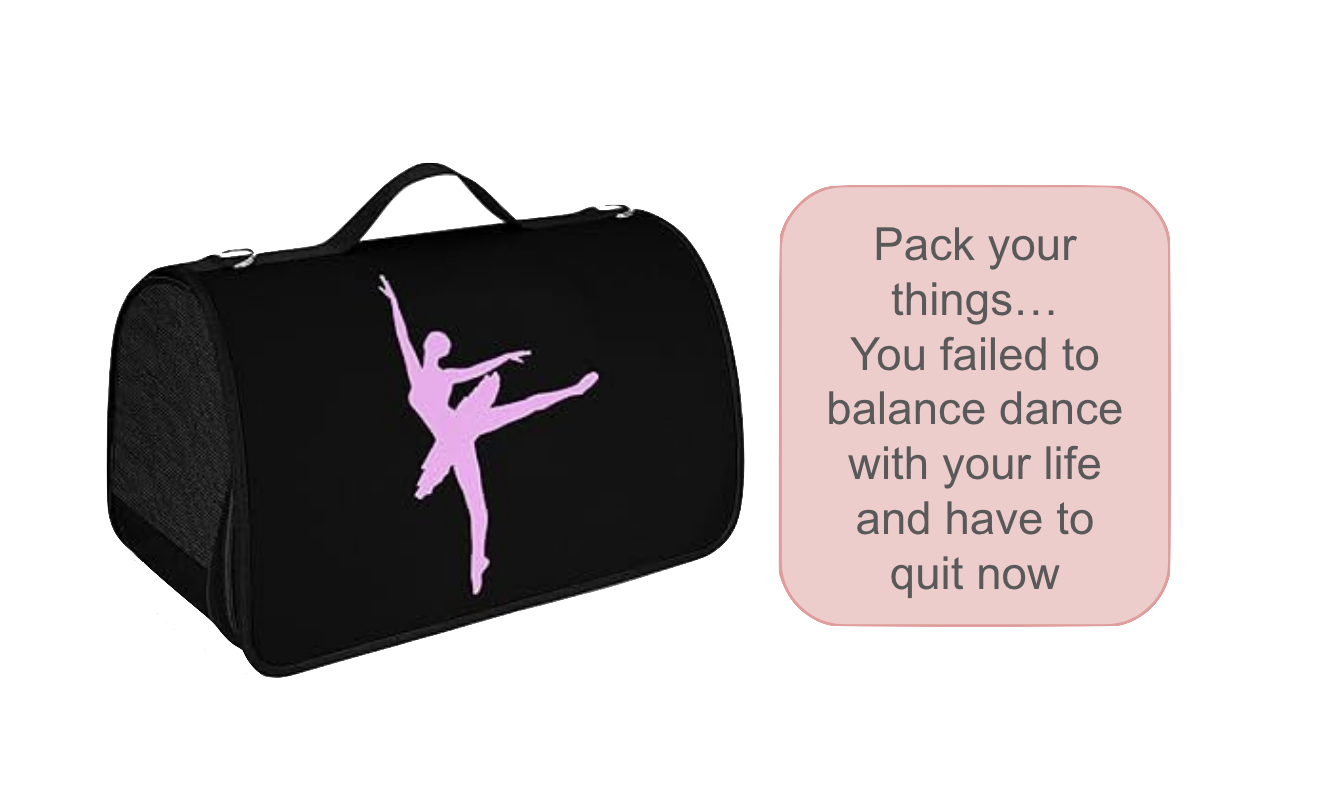 Pack your
things…
You failed to
balance dance
with your life
and have to
quit now